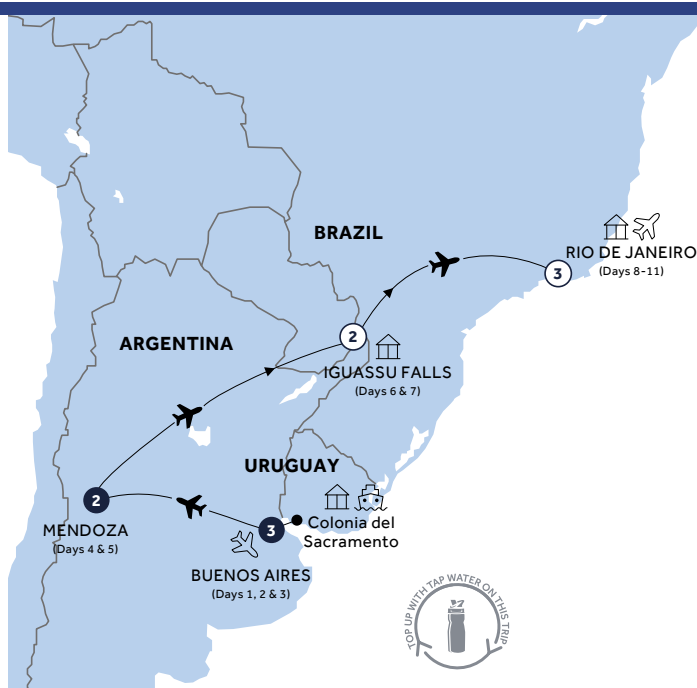 BRAZIL
RIO DE JANEIRO
(Days 8-11)
3
ARGENTINA
2
IGUASSU FALLS
(Days 6 & 7)
URUGUAY
2
MENDOZA
(Days 4 & 5)
3
Colonia del
Sacramento
BUENOS AIRES
(Days 1, 2 & 3)
TOP UP WITH TAP WATER ON THIS TRIP